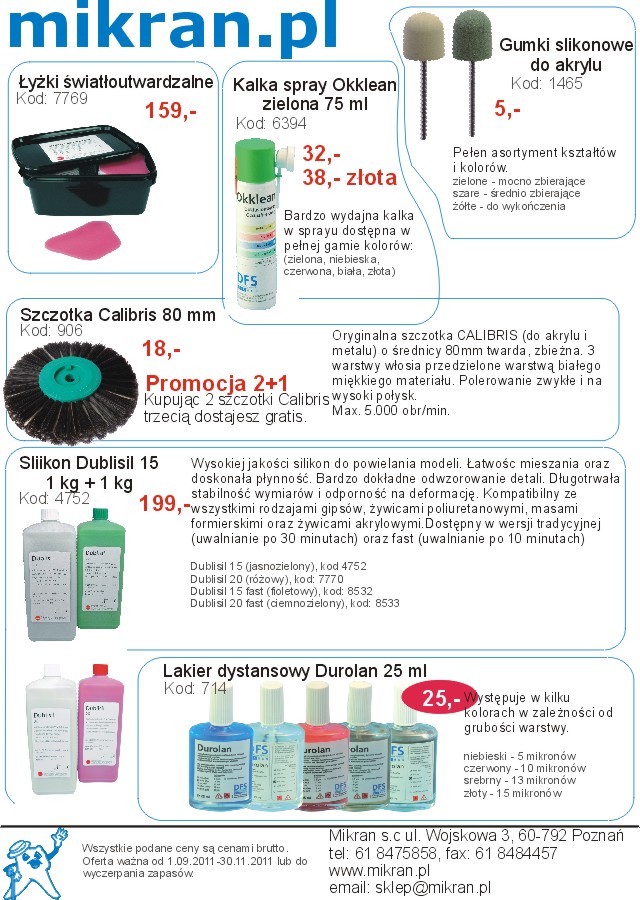 mikran.pl
Łyżki światłoutwardzalne
Kod: 7769
159,-
Kalka spray Okklean
zielona 75 ml
Kod: 6394
32,-
38,- złota
Okklean
DFS
Bardzo wydajna kalka
w sprayu dostępna w
pełnej gamie kolorów:
(zielona, niebieska,
czerwona, biała, złota)
Gumki slikonowe
do akrylu
Kod: 1465
5,-
Pełen asortyment kształtów
i kolorów.
zielone - mocno zbierające
szare - średnio zbierające
żółte - do wykończenia
Szczotka Calibris 80 mm
Kod: 906
18,-
Promocja 2+1
Kupując 2 szczotki Calibris
trzecią dostajesz gratis.
Oryginalna szczotka CALIBRIS (do akrylu i
metalu) o średnicy 80mm twarda, zbieżna. 3
warstwy włosia przedzielone warstwą białego
miękkiego materiału. Polerowanie zwykłe i na
wysoki połysk.
Max. 5.000 obr/min.
Sliikon Dublisil 15
1 kg + 1 kg
Kod: 4752
199,-
Wysokiej jakości silikon do powielania modeli. Łatwośc mieszania oraz
doskonała płynność. Bardzo dokładne odwzorowanie detali. Długotrwała
stabilność wymiarów i odporność na deformację. Kompatibilny ze
wszystkimi rodzajami gipsów, żywicami poliuretanowymi, masami
formierskimi oraz żywicami akrylowymi.Dostępny w wersji tradycyjnej
(uwalnianie po 30 minutach) oraz fast (uwalnianie po 10 minutach)
Dublisil 15 (jasnozielony), kod 4752
Dublisil 20 (różowy), kod: 7770
Dublisil 15 fast (fioletowy), kod: 8532
Dublisil 20 fast (ciemnozielony), kod: 8533
Lakier dystansowy Durolan 25 ml
Kod: 714
25,-
Durolan
DFS
Durolan
DFS
Występuje w kilku
kolorach w zależności od
grubości warstwy.
niebieski - 5 mikronów
czerwony - 10 mikronów
srebrny - 13 mikronów
złoty - 15 mikronów
Wszystkie podane ceny są cenami brutto.
Oferta ważna od 1.09.2011-30.11.2011 lub do
wyczerpania zapasów.
Mikran s.c ul. Wojskowa 3, 60-792 Poznań
tel: 61 8475858, fax: 61 8484457
www.mikran.pl
email: sklep@mikran.pl